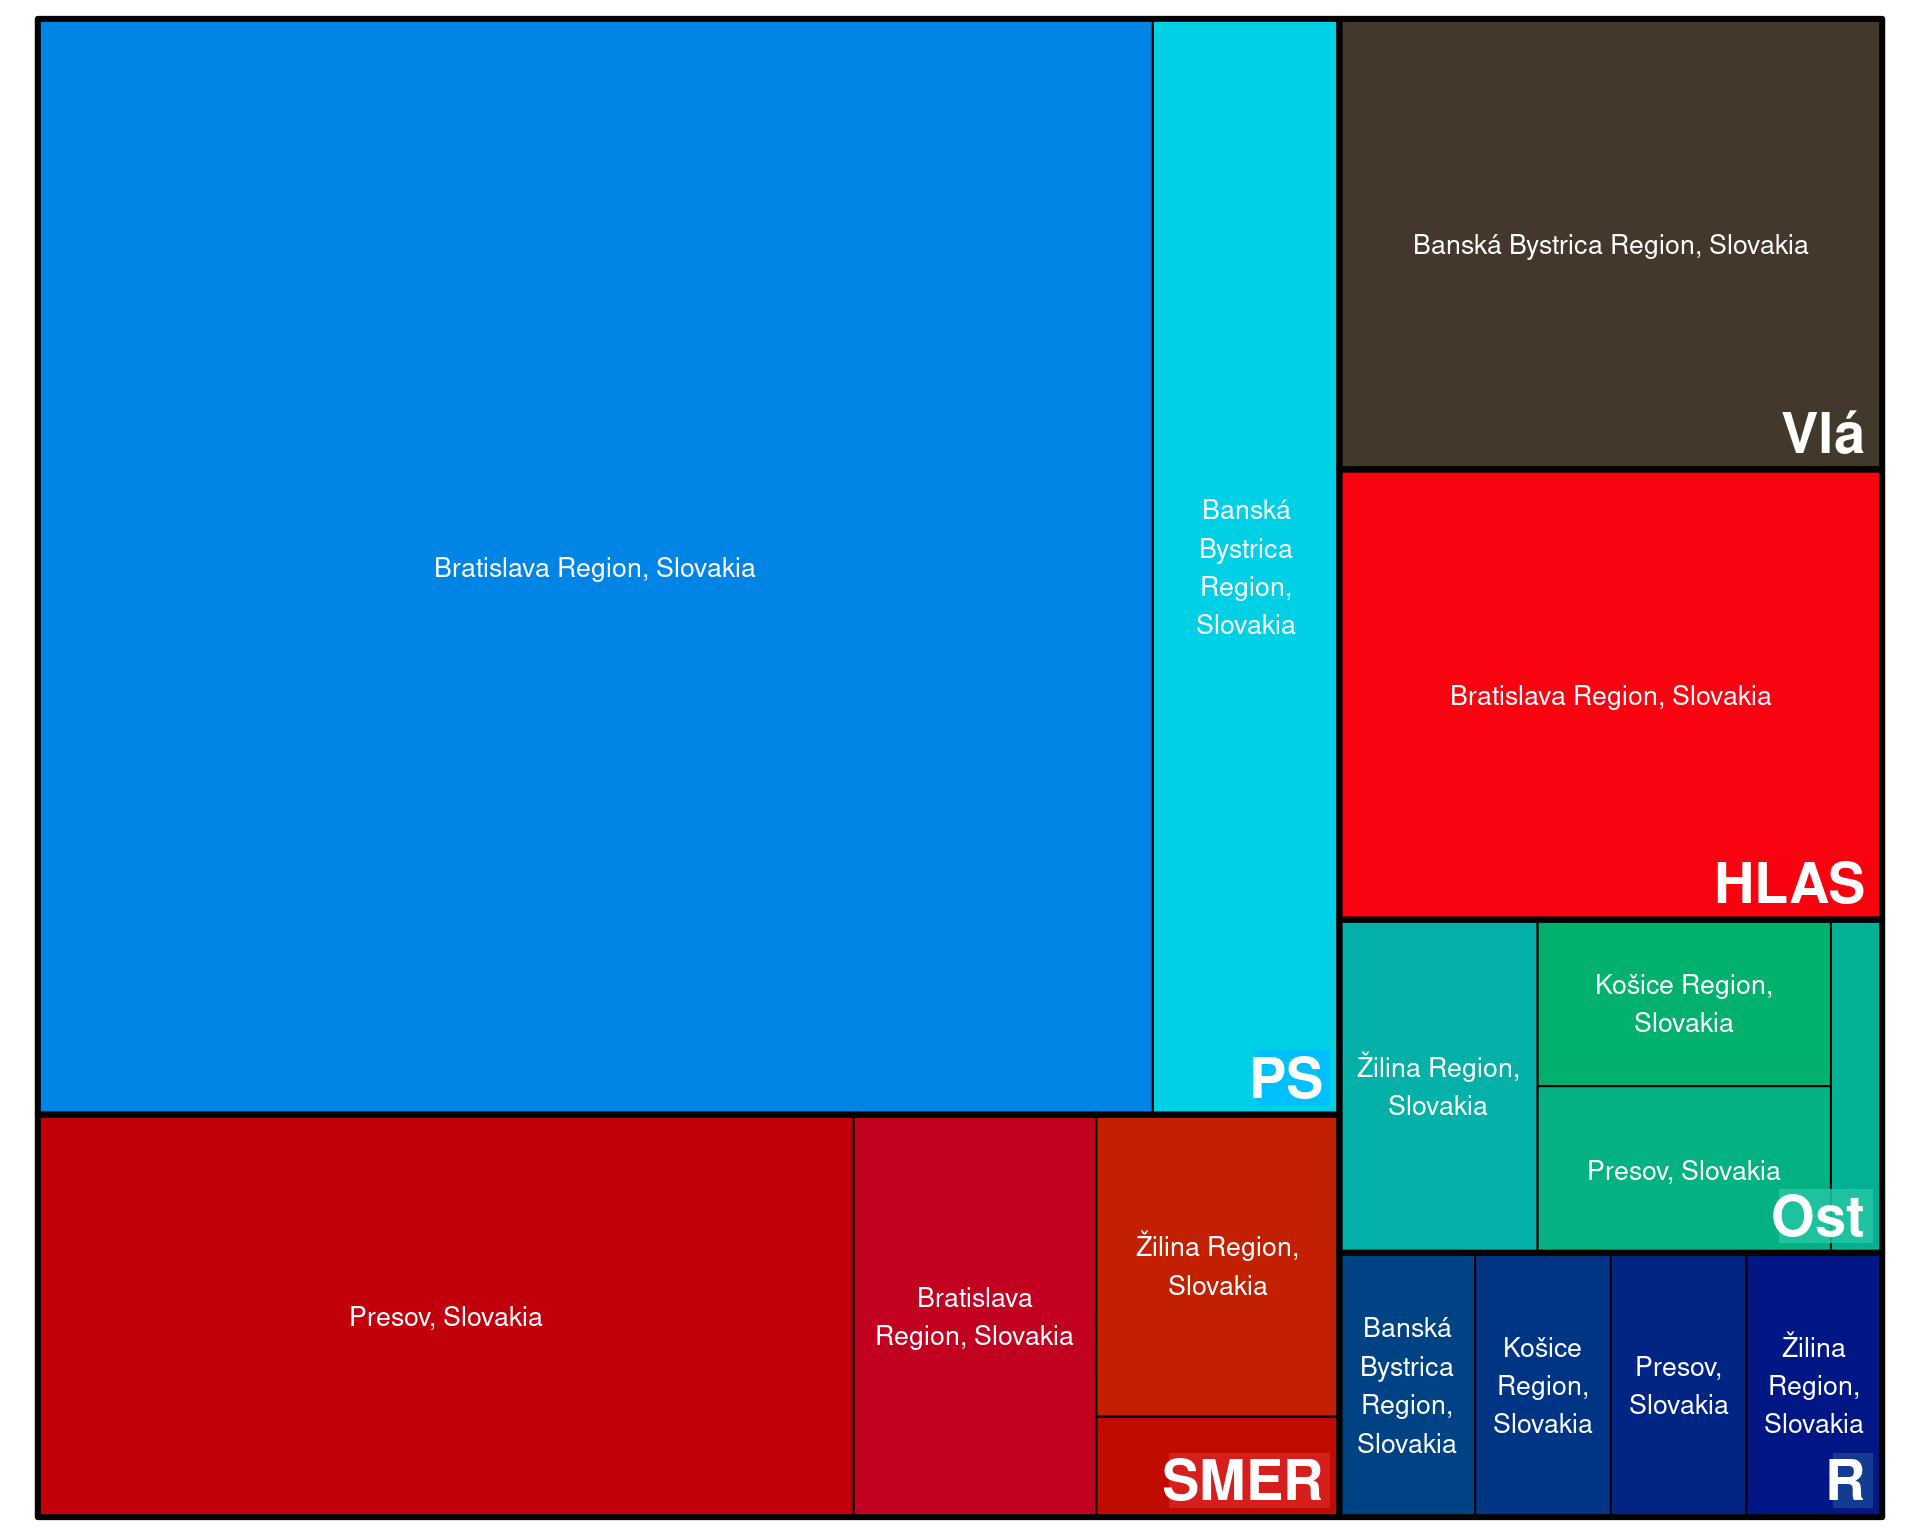 Bratislava Region, Slovakia
Banská
Bystrica
Region,
Slovakia
PS
Presov, Slovakia
Bratislava
Region, Slovakia
Žilina Region,
Slovakia
SMER
Banská Bystrica Region, Slovakia
Vlá
Bratislava Region, Slovakia
HLAS
Žilina Region,
Slovakia
Košice Region,
Slovakia
Presov, Slovakia
Ost
Banská
Bystrica
Region,
Slovakia
Košice
Region,
Slovakia
Presov,
Slovakia
Žilina
Region,
Slovakia
R